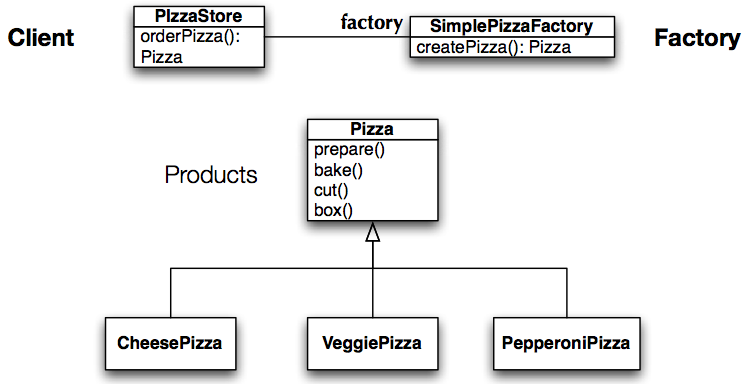 Client
PIzzaStore
orderPizza():
Pizza
factory
SimplePizzaFactory
createPizza(): Pizza
Factory
Products
Pizza
prepare()
bake()
cut()
box()
CheesePizza
VeggiePizza
PepperoniPizza